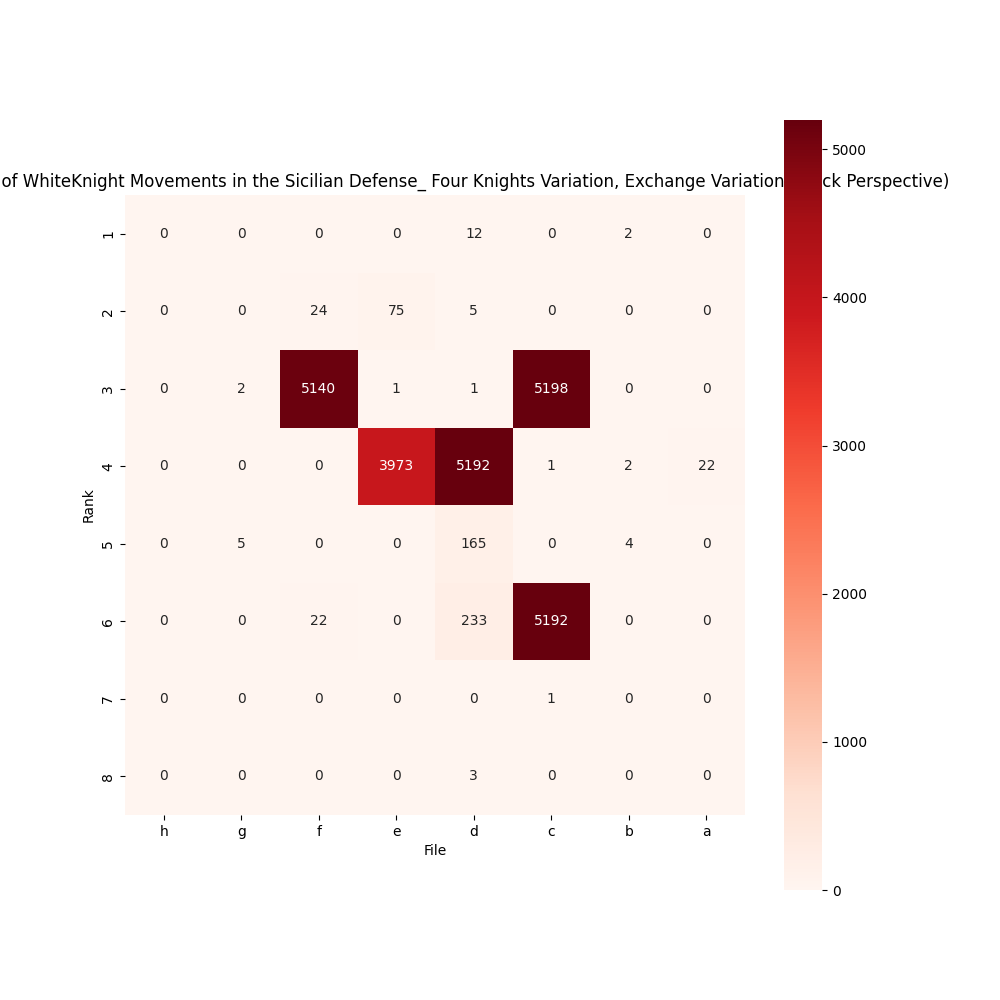 of WhiteKnight Movements in the Sicilian Defense_ Four Knights Variation, Exchange Variation Perspective)
5000
4000
3000
2000
1000
0
Rank
1 0 0 0 0 12 0 2 0
2 0 0 24 75 5 0 0 0
3 0 2 5140 1 1 5198 0 0
4 0 0 0 3973 5192 1 2 22
5 0 5 0 0 165 0 4 0
6 0 0 22 0 233 5192 0 0
7 0 0 0 0 0 1 0 0
8 0 0 0 0 3 0 0 0
h g f e d c b a
File